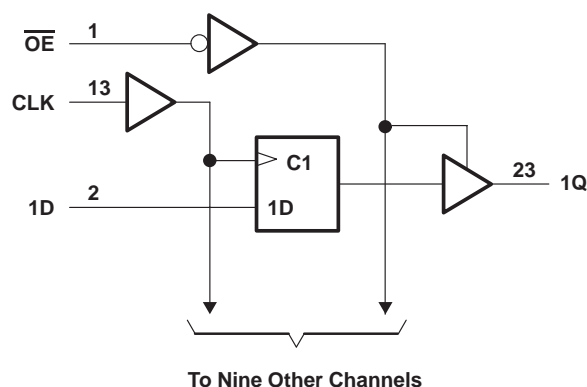 OE 1
CLK 13
C1
1D 2
1D
23 1Q
To Nine Other Channels